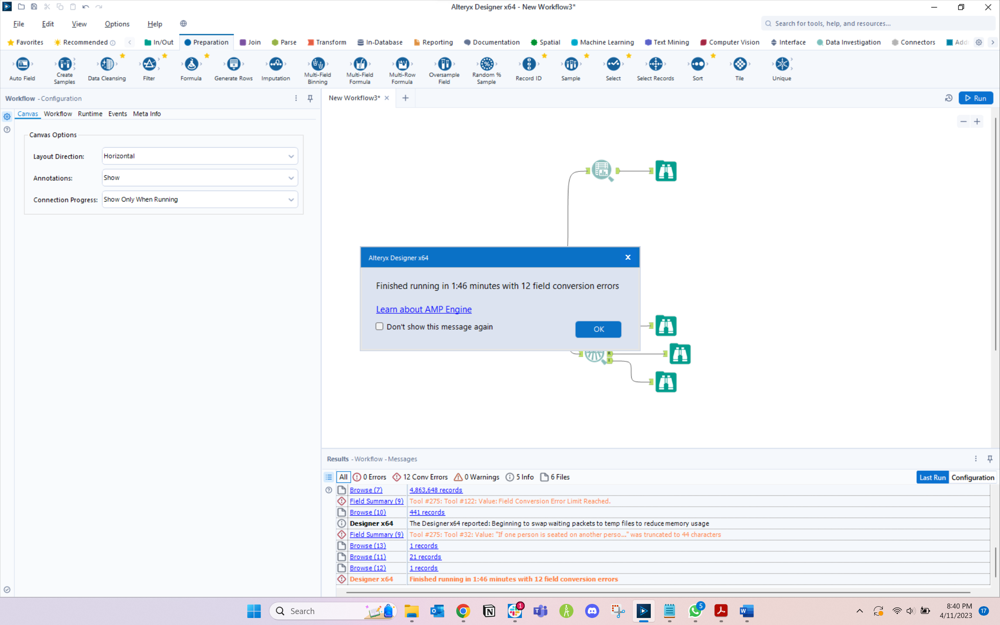 Alteryx Designer x64 - New Workflow3*
File Edit View Options Help
Search for tools, help, and resources...
Favorites Recommended In/Out Preparation Join Parse Transform In-Database Reporting Documentation Spatial Machine Learning Text Mining Computer Vision Interface Data Investigation Connectors
Auto Field Create Samples Data Cleansing Filter Formula Generate Rows Imputation Multi-Field Binning Multi-Field Formula Multi-Row Formula Oversample Field Random % Sample Record ID Sample Select Select Records Sort Tile Unique
Workflow - Configuration
New Workflow3*
Run
Canvas Workflow Runtime Events Meta Info
Canvas Options
Layout Direction: Horizontal
Annotations: Show
Connection Progress: Show Only When Running
Alteryx Designer x64
Finished running in 1:46 minutes with 12 field conversion errors
Learn about AMP Engine
Don't show this message again
OK
R
I
Results - Workflow - Messages
All 0 Errors 12 Conv Errors 0 Warnings 5 Info 6 Files
Last Run Configuration
Browse (7) 4,863,648 records
Field Summary (9) Tool #275: Tool #122: Value: Field Conversion Error Limit Reached.
Browse (10) 441 records
Designer x64 The Designer x64 reported: Beginning to swap waiting packets to temp files to reduce memory usage
Field Summary (9) Tool #275: Tool #32: Value: "If one person is seated on another perso..." was truncated to 44 characters
Browse (13) 1 records
Browse (11) 21 records
Browse (12) 1 records
Designer x64 Finished running in 1:46 minutes with 12 field conversion errors
Search
1
5
8:40 PM
4/11/2023
17